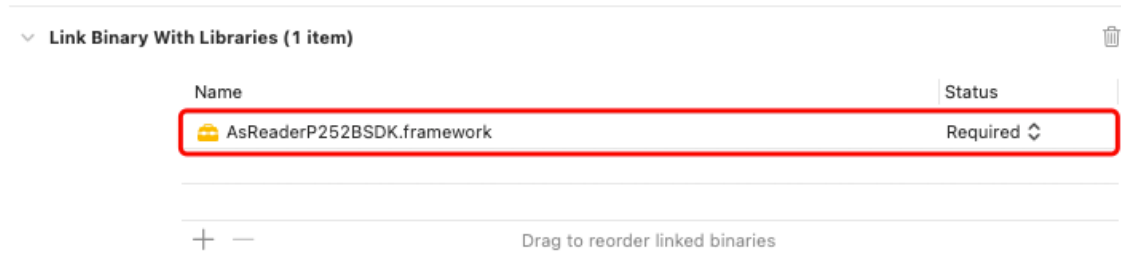 Link Binary With Libraries (1 item)
Name Status
AsReaderP252BSDK.framework Required
Drag to reorder linked binaries